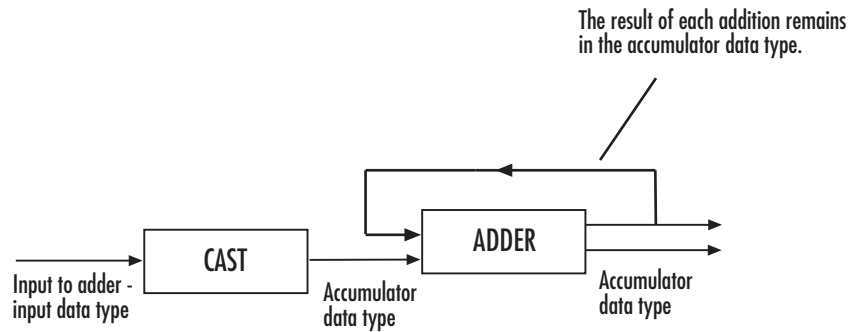 The result of each addition remains
in the accumulator data type.
CAST
ADDER
Input to adder -
input data type
Accumulator
data type
Accumulator
data type